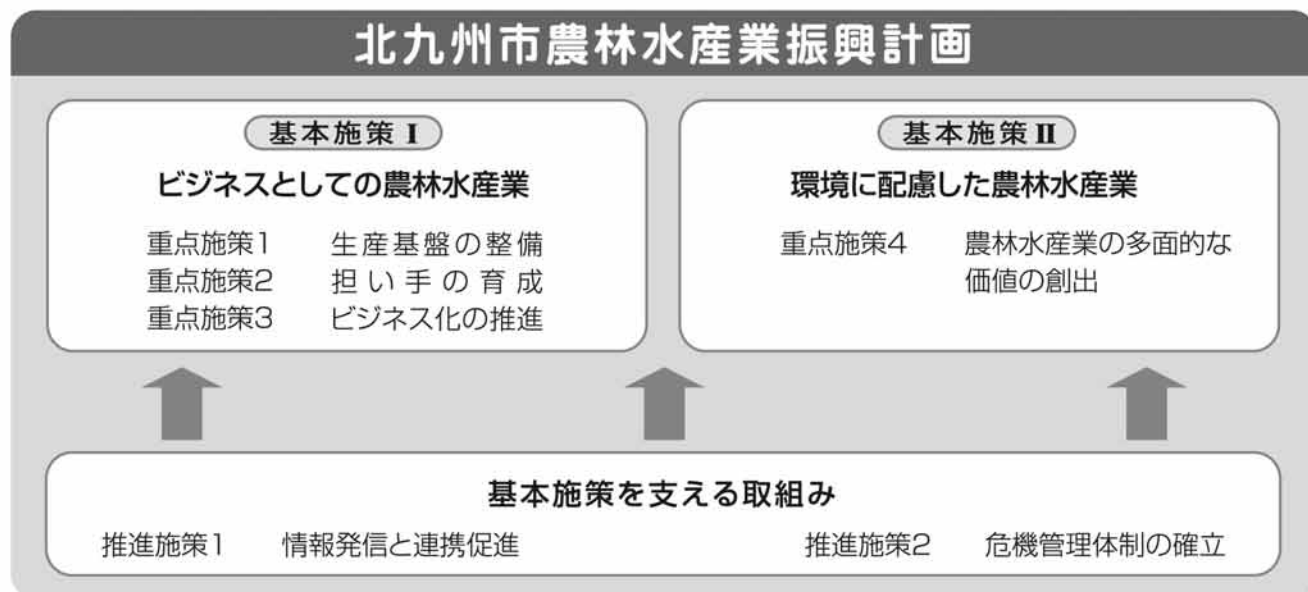 北九州市農林水産業振興計画
基本施策 I
ビジネスとしての農林水産業
重点施策1 生産基盤の整備
重点施策2 担い手の育成
重点施策3 ビジネス化の推進
基本施策 II
環境に配慮した農林水産業
重点施策4 農林水産業の多面的な
価値の創出
基本施策を支える取組み
推進施策1 情報発信と連携促進
推進施策2 危機管理体制の確立